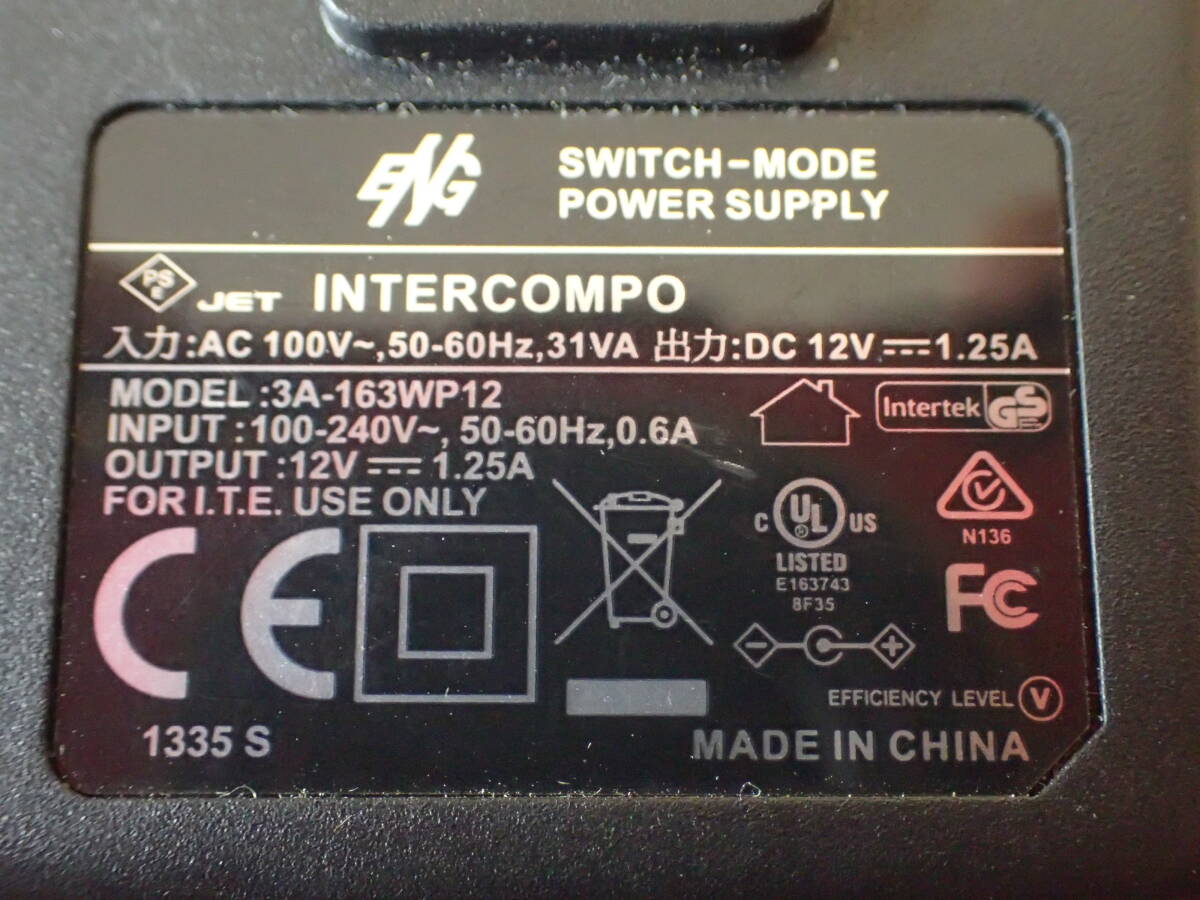 ENG
SWITCH-MODE
POWER SUPPLY
PS
E
JET INTERCOMPO
入力:AC 100V~,50-60Hz,31VA 出力:DC 12V⎓1.25A
MODEL :3A-163WP12
INPUT :100-240V~, 50-60Hz,0.6A
OUTPUT :12V ⎓ 1.25A
FOR I.T.E. USE ONLY
Intertek GS
C UL US
LISTED
E163743
8F35
N136
FC
CE
- +
EFFICIENCY LEVEL V
1335 S
MADE IN CHINA